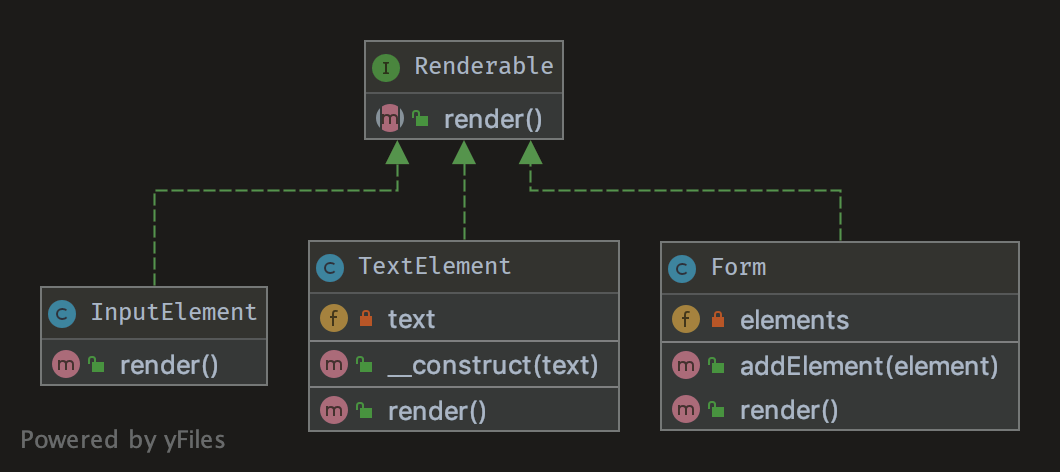 I Renderable
m render()
C InputElement
m render()
C TextElement
f text
m __construct(text)
m render()
C Form
f elements
m addElement(element)
m render()
Powered by yFiles